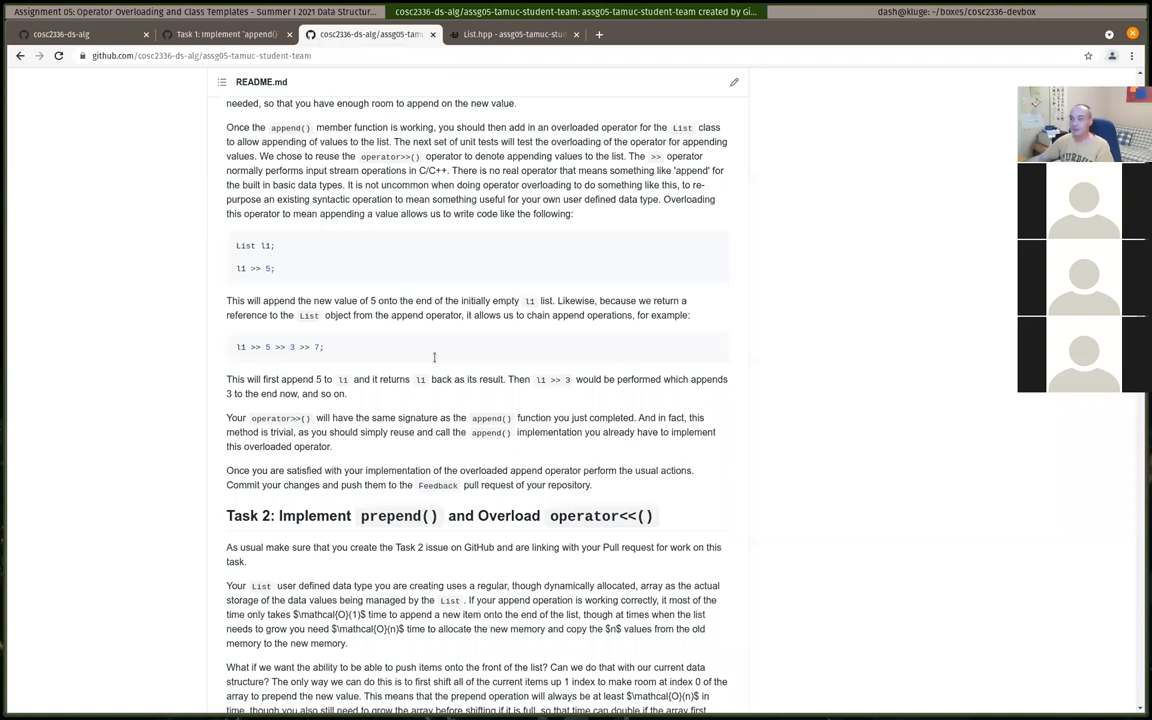 Assignment 05: Operator Overloading and Class Templates - Summer I 2021 Data Structur...
cosc2336-ds-alg/assg05-tamuc-student-team: assg05-tamuc-student-team created by Gi...
dash@kluge: ~/boxes/cosc2336-devbox
cosc2336-ds-alg
Task 1: Implement `append()
cosc2336-ds-alg/assg05-tamu
List.hpp - assg05-tamuc-stud
github.com/cosc2336-ds-alg/assg05-tamuc-student-team
README.md
needed, so that you have enough room to append on the new value.
Once the append() member function is working, you should then add in an overloaded operator for the List class
to allow appending of values to the list. The next set of unit tests will test the overloading of the operator for appending
values. We chose to reuse the operator>>() operator to denote appending values to the list. The >> operator
normally performs input stream operations in C/C++. There is no real operator that means something like 'append' for
the built in basic data types. It is not uncommon when doing operator overloading to do something like this, to re-
purpose an existing syntactic operation to mean something useful for your own user defined data type. Overloading
this operator to mean appending a value allows us to write code like the following:
List l1;
l1 >> 5;
This will append the new value of 5 onto the end of the initially empty l1 list. Likewise, because we return a
reference to the List object from the append operator, it allows us to chain append operations, for example:
l1 >> 5 >> 3 >> 7;
This will first append 5 to l1 and it returns l1 back as its result. Then l1 >> 3 would be performed which appends
3 to the end now, and so on.
Your operator>>() will have the same signature as the append() function you just completed. And in fact, this
method is trivial, as you should simply reuse and call the append() implementation you already have to implement
this overloaded operator.
Once you are satisfied with your implementation of the overloaded append operator perform the usual actions.
Commit your changes and push them to the Feedback pull request of your repository.
Task 2: Implement prepend() and Overload operator<<()
As usual make sure that you create the Task 2 issue on GitHub and are linking with your Pull request for work on this
task.
Your List user defined data type you are creating uses a regular, though dynamically allocated, array as the actual
storage of the data values being managed by the List . If your append operation is working correctly, it most of the
time only takes $\mathcal{O}(1)$ time to append a new item onto the end of the list, though at times when the list
needs to grow you need $\mathcal{O}(n)$ time to allocate the new memory and copy the $n$ values from the old
memory to the new memory.
What if we want the ability to be able to push items onto the front of the list? Can we do that with our current data
structure? The only way we can do this is to first shift all of the current items up 1 index to make room at index 0 of the
array to prepend the new value. This means that the prepend operation will always be at least $\mathcal{O}(n)$ in
time, though you also still need to grow the array before shifting if it is full, so that time can double if the array first